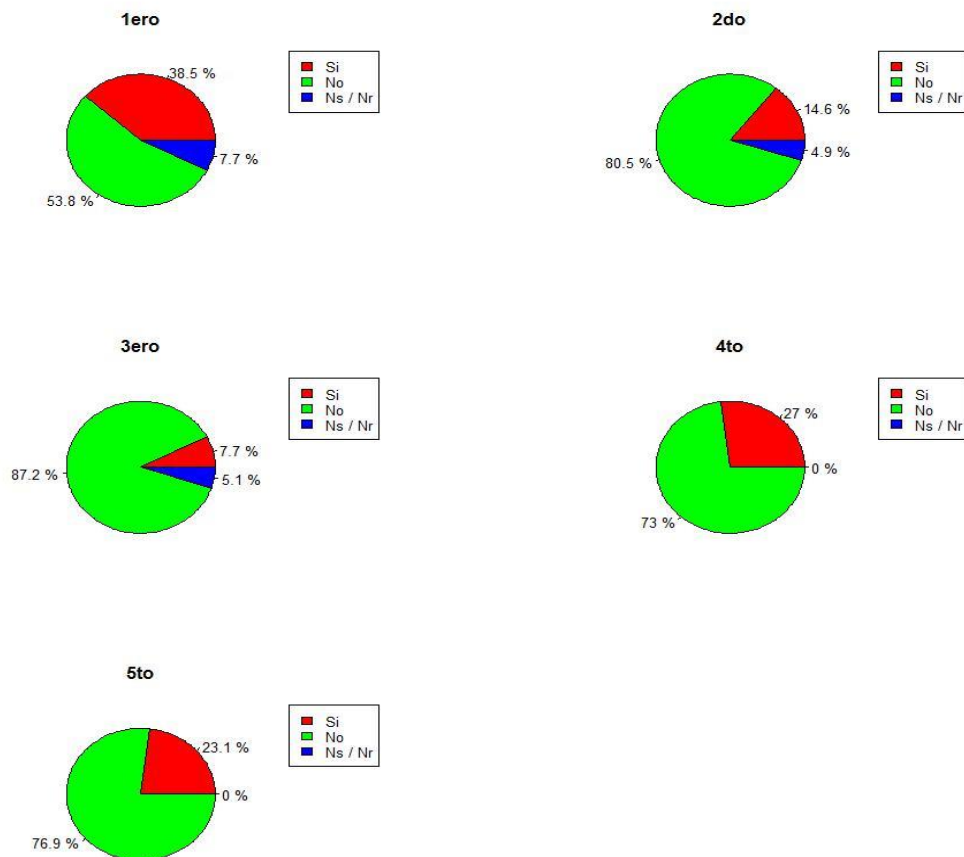 1ero
38.5 %
53.8 %
7.7 %
Si
No
Ns / Nr
2do
14.6 %
80.5 %
4.9 %
Si
No
Ns / Nr
3ero
7.7 %
87.2 %
5.1 %
Si
No
Ns / Nr
4to
27 %
73 %
0 %
Si
No
Ns / Nr
5to
23.1 %
76.9 %
0 %
Si
No
Ns / Nr